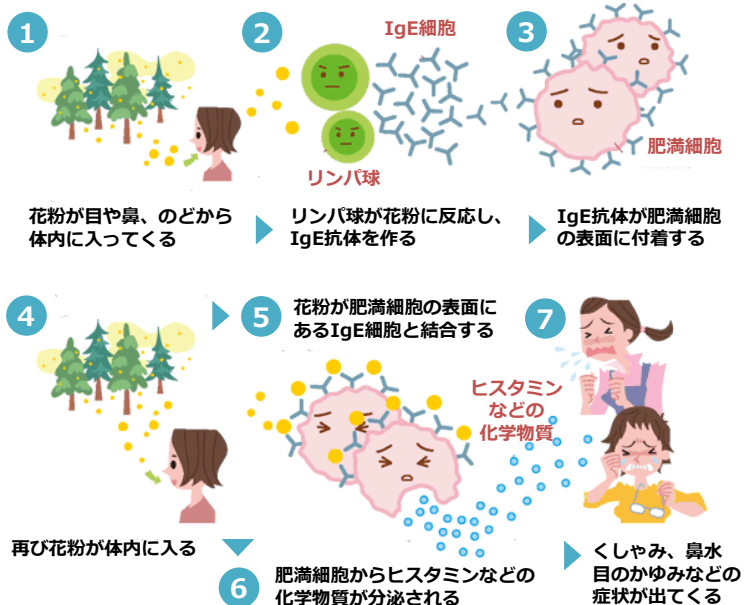 1
花粉が目や鼻、のどから
体内に入ってくる
2
IgE細胞
リンパ球
リンパ球が花粉に反応し、
IgE抗体を作る
3
肥満細胞
IgE抗体が肥満細胞
の表面に付着する
4
再び花粉が体内に入る
5
花粉が肥満細胞の表面に
あるIgE細胞と結合する
ヒスタミン
などの
化学物質
6
肥満細胞からヒスタミンなどの
化学物質が分泌される
7
くしゃみ、鼻水
目のかゆみなどの
症状が出てくる